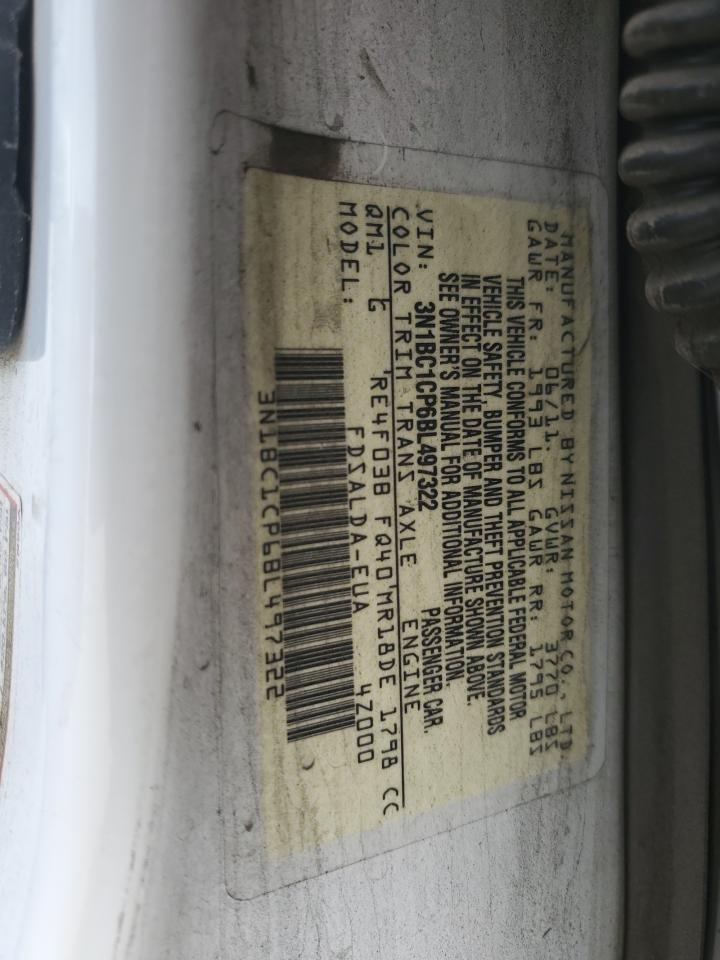 MANUFACTURED BY NISSAN MOTOR CO., LTD.
DATE: 06/11. GVWR: 3770 LBS
GAWR FR: 1993 LBS GAWR RR: 1795 LBS
THIS VEHICLE CONFORMS TO ALL APPLICABLE FEDERAL MOTOR
VEHICLE SAFETY, BUMPER AND THEFT PREVENTION STANDARDS
IN EFFECT ON THE DATE OF MANUFACTURE SHOWN ABOVE.
SEE OWNER'S MANUAL FOR ADDITIONAL INFORMATION.
VIN: 3N1BC1CP6BL497322 PASSENGER CAR.
COLOR TRIM TRANS AXLE ENGINE
QM1 G RE4F03B FQ40 MR18DE 1798 CC
MODEL: FDSALDA-EUA 4Z000
3N1BC1CP6BL497322